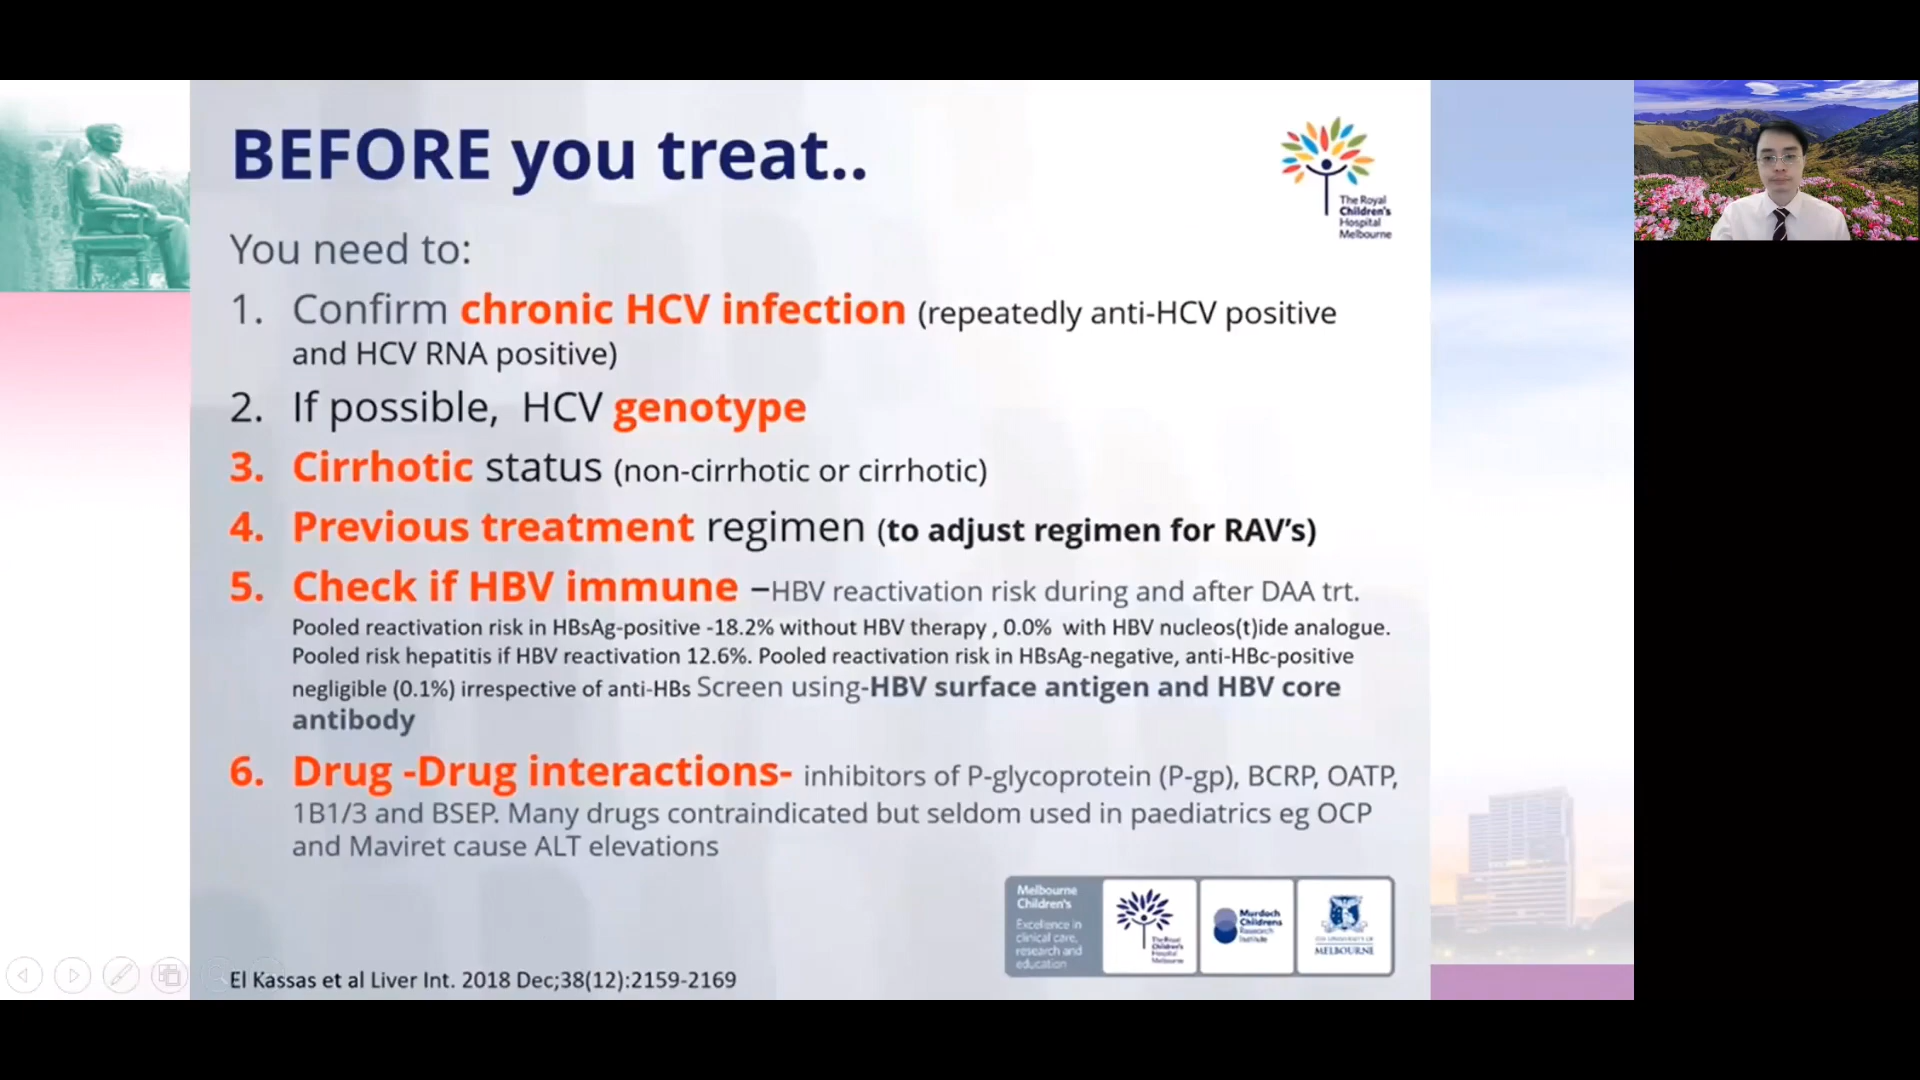 BEFORE you treat..
The Royal
Children's
Hospital
Melbourne
You need to:
1. Confirm chronic HCV infection (repeatedly anti-HCV positive
and HCV RNA positive)
2. If possible, HCV genotype
3. Cirrhotic status (non-cirrhotic or cirrhotic)
4. Previous treatment regimen (to adjust regimen for RAV's)
5. Check if HBV immune –HBV reactivation risk during and after DAA trt.
Pooled reactivation risk in HBsAg-positive -18.2% without HBV therapy , 0.0% with HBV nucleos(t)ide analogue.
Pooled risk hepatitis if HBV reactivation 12.6%. Pooled reactivation risk in HBsAg-negative, anti-HBc-positive
negligible (0.1%) irrespective of anti-HBs Screen using-HBV surface antigen and HBV core
antibody
6. Drug -Drug interactions- inhibitors of P-glycoprotein (P-gp), BCRP, OATP,
1B1/3 and BSEP. Many drugs contraindicated but seldom used in paediatrics eg OCP
and Maviret cause ALT elevations
Melbourne
Children's
Excellence in
clinical care,
research and
education
The Royal
Children's
Hospital
Melbourne
Murdoch
Childrens
Research
Institute
THE UNIVERSITY OF
MELBOURNE
El Kassas et al Liver Int. 2018 Dec;38(12):2159-2169